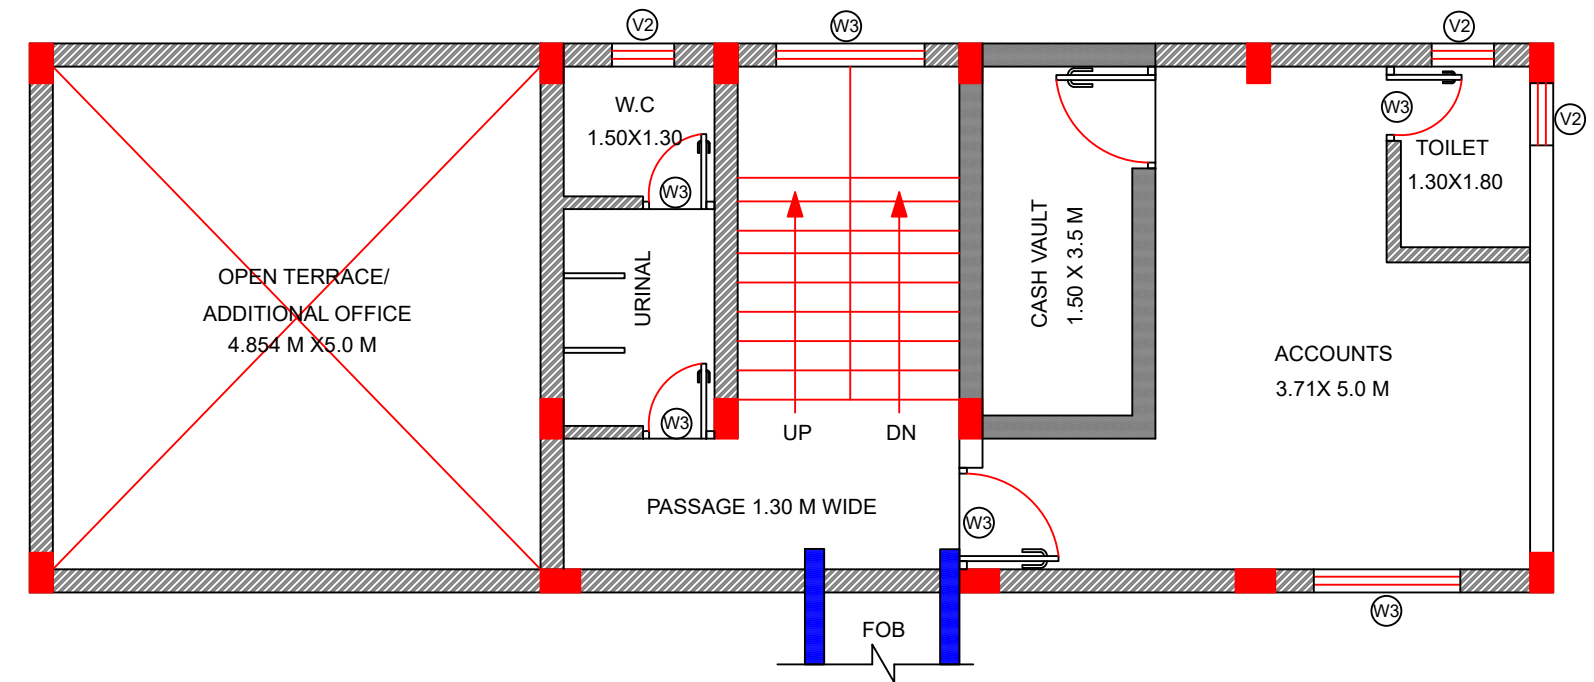 V2
W3
V2
W.C
1.50X1.30
W3
W3
V2
TOILET
1.30X1.80
CASH VAULT
1.50 X 3.5 M
URINAL
OPEN TERRACE/
ADDITIONAL OFFICE
4.854 M X5.0 M
ACCOUNTS
3.71X 5.0 M
W3
UP
DN
PASSAGE 1.30 M WIDE
W3
W3
FOB